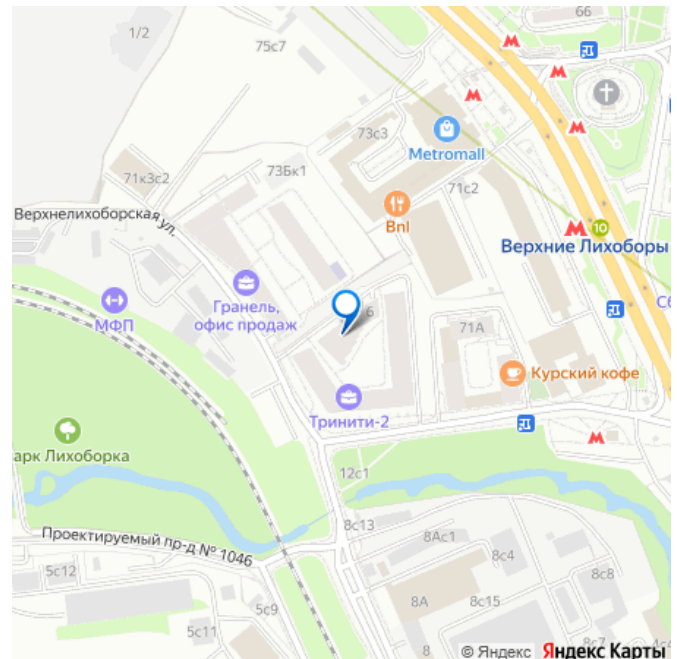 66
1/2
75с7
73с3
Metromall
71к3с2
73Бк1
71с2
Верхнелихоборская ул.
Bnl
10
Верхние Лихоборы
МФП
Гранель,
офис продаж
6
71А
Курский кофе
Тринити-2
арк Лихоборка
12с1
8с13
8Ас1
Проектируемый пр-д № 1046
5с12
8с4
8с8
5с9
8А
8с15
5с11
8с7
© Яндекс Яндекс Карты